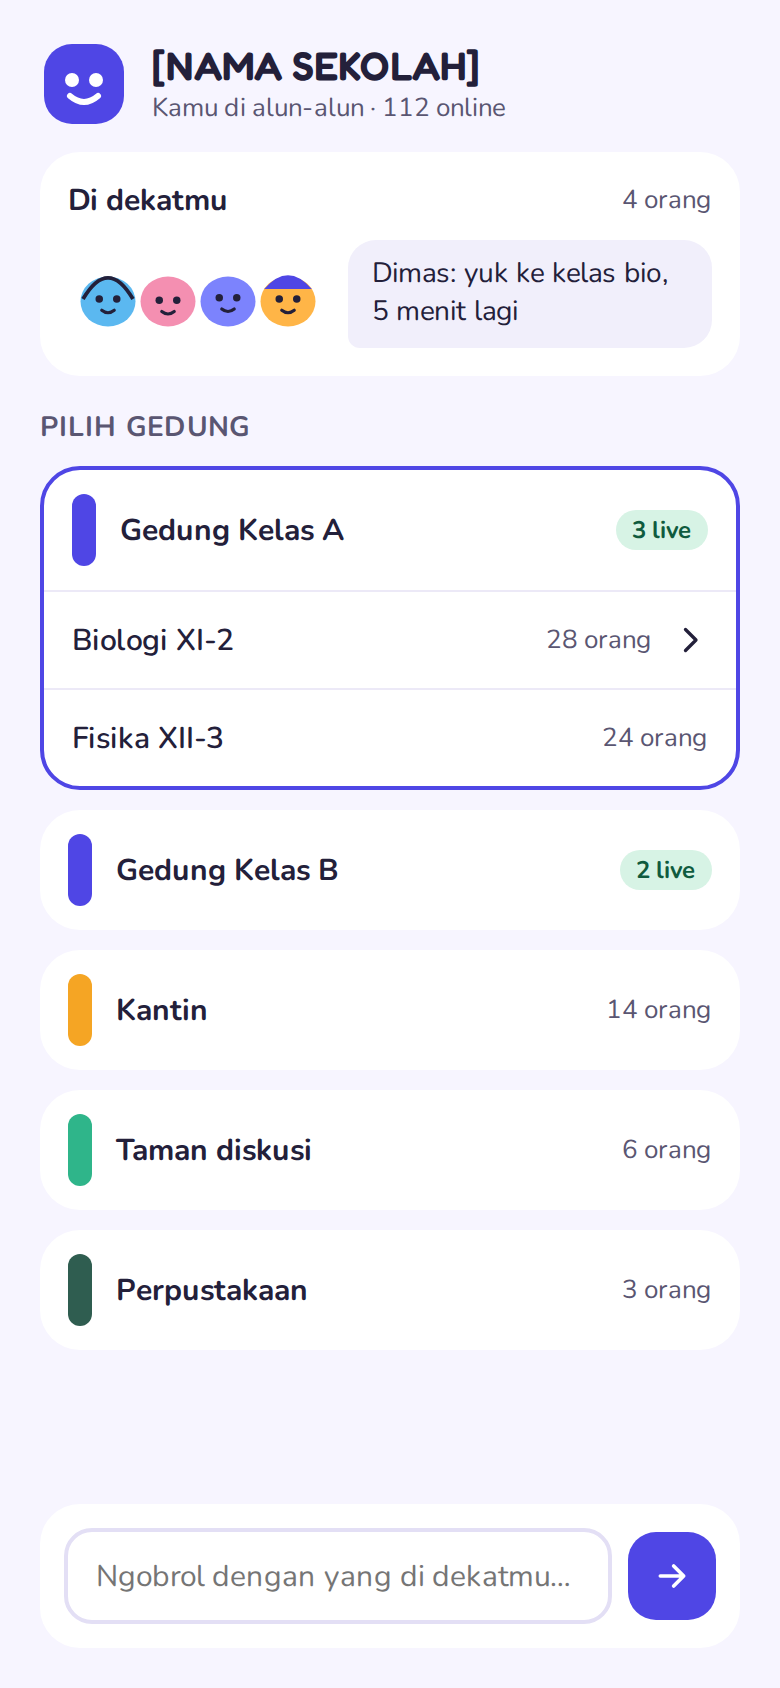 [NAMA SEKOLAH]
Kamu di alun-alun · 112 online
Di dekatmu
4 orang
Dimas: yuk ke kelas bio,
5 menit lagi
PILIH GEDUNG
Gedung Kelas A
3 live
Biologi XI-2
28 orang
Fisika XII-3
24 orang
Gedung Kelas B
2 live
Kantin
14 orang
Taman diskusi
6 orang
Perpustakaan
3 orang
Ngobrol dengan yang di dekatmu...